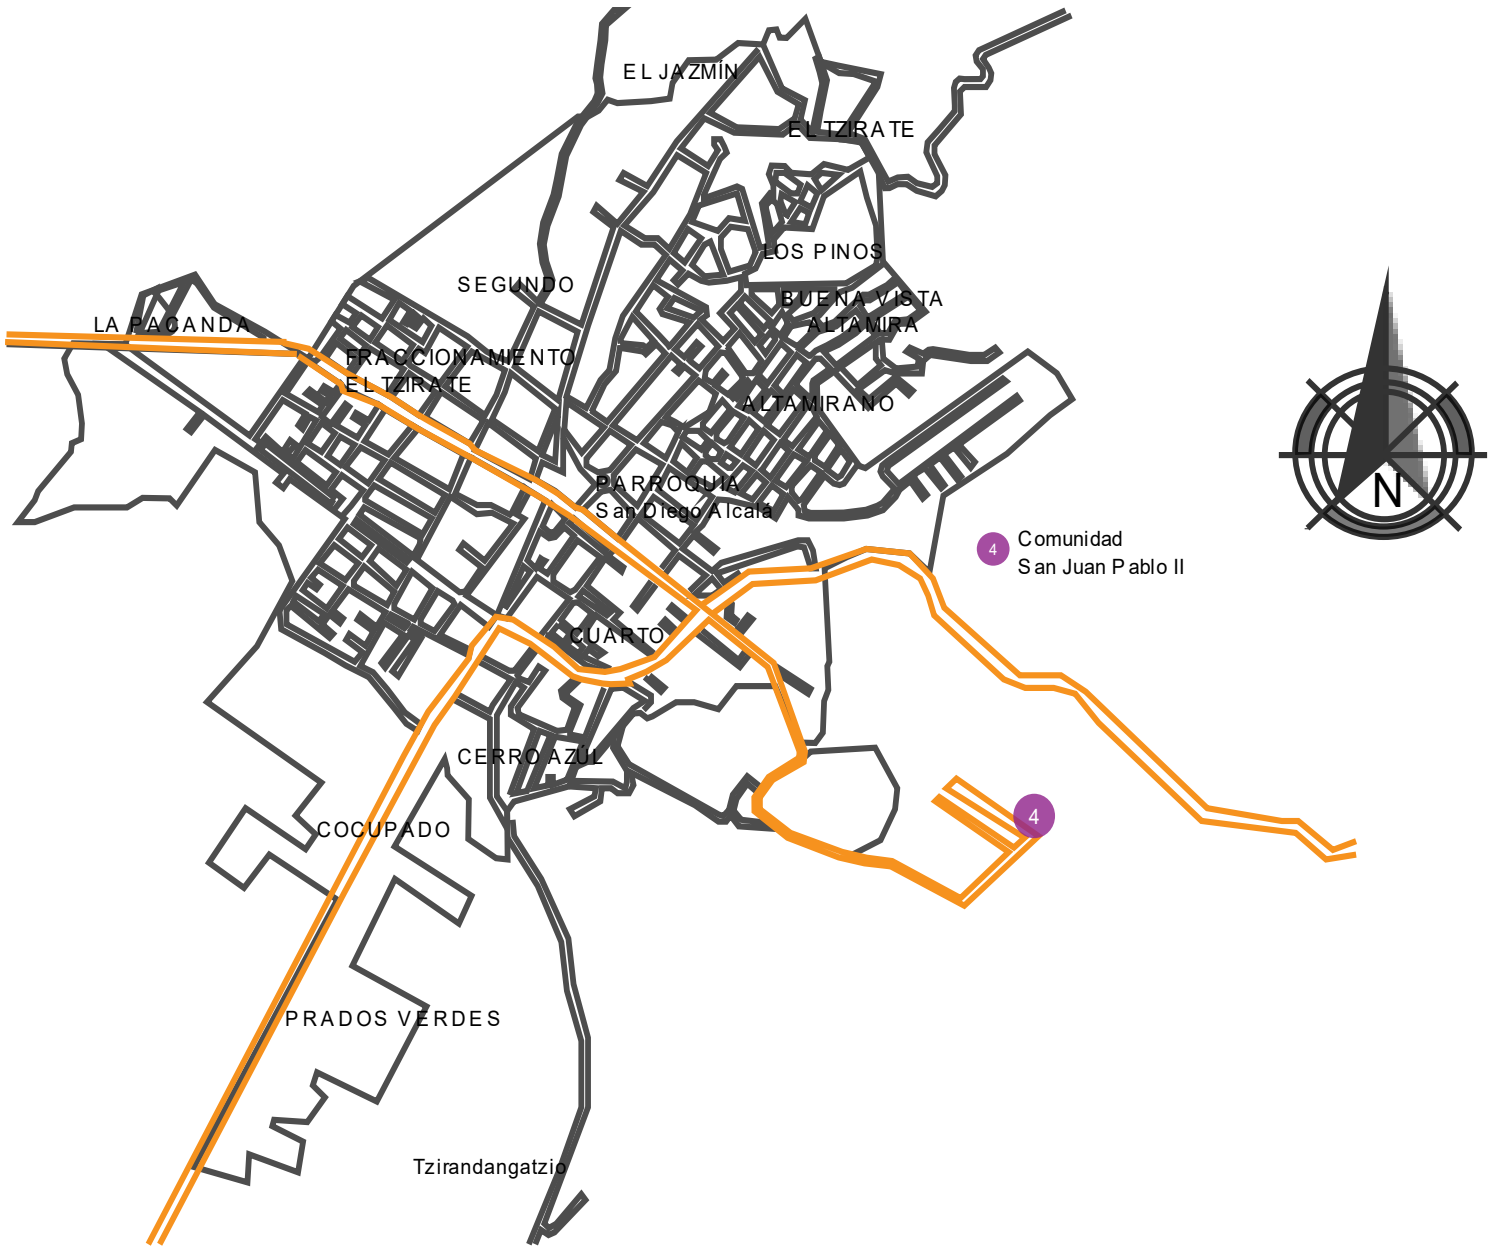 EL JAZMÍN
EL TZIRATE
LOS PINOS
SEGUNDO
BUENA VISTA
ALTAMIRA
LA PACANDA
FRACCIONAMIENTO
EL TZIRATE
ALTAMIRANO
PARROQUIA
San Diego Alcalá
N
4 Comunidad
San Juan Pablo II
CUARTO
CERRO AZÚL
4
COCUPADO
PRADOS VERDES
Tzirandangatzio